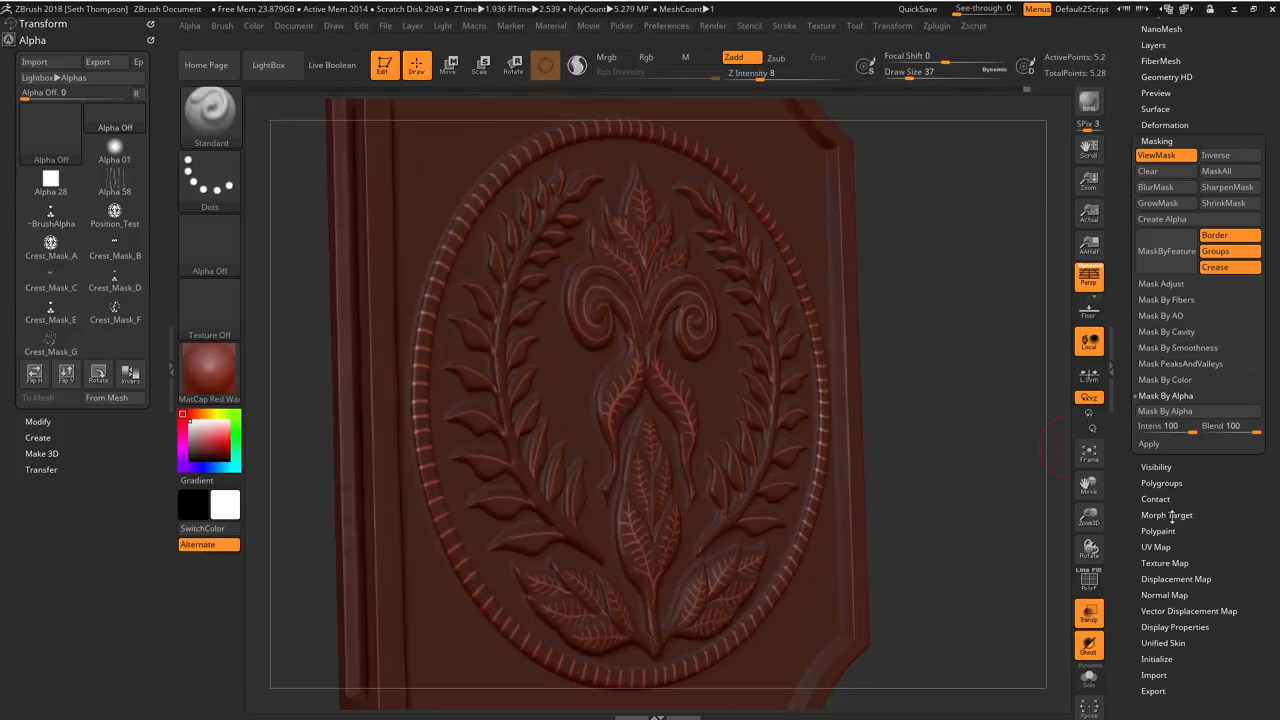 ZBrush 2018 [Seth Thompson]   ZBrush Document   • Free Mem 23.879GB • Active Mem 2014 • Scratch Disk 2949 • ZTime▶1.936 RTime▶2.539 • PolyCount▶5.279 MP • MeshCount▶1
QuickSave
See-through 0
Menus
DefaultZScript
Transform
Alpha Brush Color Document Draw Edit File Layer Light Macro Marker Material Movie Picker Preferences Render Stencil Stroke Texture Tool Transform Zplugin Zscript
Alpha
Import Export Ep
Lightbox▶Alphas
Alpha Off. 0 R
Alpha Off
Alpha Off
Alpha 01
Alpha 28
Alpha 58
~BrushAlpha
Position_Test
Crest_Mask_A
Crest_Mask_B
Crest_Mask_C
Crest_Mask_D
Crest_Mask_E
Crest_Mask_F
Crest_Mask_G
Flip H Flip V Rotate Invers
To Mesh From Mesh
Modify
Create
Make 3D
Transfer
Home Page
LightBox
Live Boolean
Edit
Draw
Move
Scale
Rotate
Mrgb Rgb M
Rgb Intensity
Zadd Zsub Zcut
Z Intensity 8
S
Focal Shift 0
Draw Size 37
Dynamic
D
ActivePoints: 5.2
TotalPoints: 5.28
Standard
Dots
Alpha Off
Texture Off
MatCap Red Wa
Gradient
SwitchColor
Alternate
BPR
SPix 3
Scroll
Zoom
Actual
AAHalf
Dynamic
Persp
Floor
Local
L.Sym
XYZ
Frame
Move
Zoom3D
Rotate
Line Fill
PolyF
Transp
Ghost
Dynamic
Solo
Xpose
NanoMesh
Layers
FiberMesh
Geometry HD
Preview
Surface
Deformation
Masking
ViewMask Inverse
Clear MaskAll
BlurMask SharpenMask
GrowMask ShrinkMask
Create Alpha
MaskByFeature
Border
Groups
Crease
Mask Adjust
Mask By Fibers
Mask By AO
Mask By Cavity
Mask By Smoothness
Mask PeaksAndValleys
Mask By Color
Mask By Alpha
Mask By Alpha
Intens 100 Blend 100
Apply
Visibility
Polygroups
Contact
Morph Target
Polypaint
UV Map
Texture Map
Displacement Map
Normal Map
Vector Displacement Map
Display Properties
Unified Skin
Initialize
Import
Export